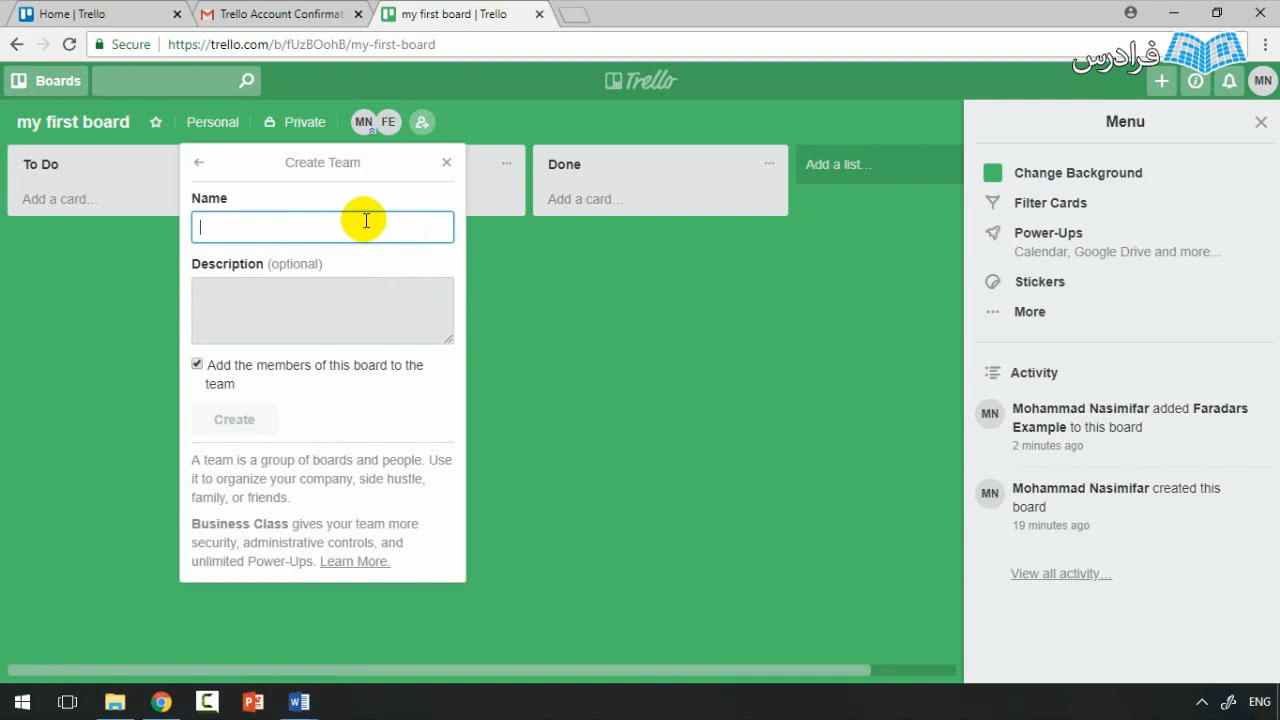 Home | Trello
Trello Account Confirmat
my first board | Trello
Secure
https://trello.com/b/fUzBOohB/my-first-board
فرادرس
Boards
Trello
MN
my first board
Personal
Private
MN
FE
Menu
To Do
Add a card…
Create Team
Name
Description (optional)
Add the members of this board to the
team
Create
A team is a group of boards and people. Use
it to organize your company, side hustle,
family, or friends.
Business Class gives your team more
security, administrative controls, and
unlimited Power-Ups. Learn More.
Done
Add a card…
Add a list…
Change Background
Filter Cards
Power-Ups
Calendar, Google Drive and more…
Stickers
More
Activity
MN
Mohammad Nasimifar added Faradars
Example to this board
2 minutes ago
MN
Mohammad Nasimifar created this
board
19 minutes ago
View all activity…
ENG